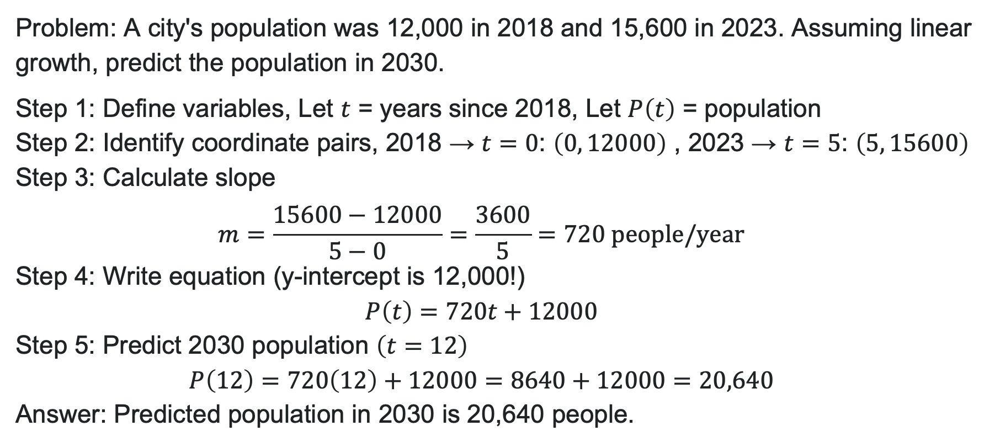 Problem: A city's population was 12,000 in 2018 and 15,600 in 2023. Assuming linear
growth, predict the population in 2030.
Step 1: Define variables, Let t = years since 2018, Let P(t) = population
Step 2: Identify coordinate pairs, 2018 → t = 0: (0, 12000) , 2023 → t = 5: (5, 15600)
Step 3: Calculate slope
m = \frac{15600 − 12000}{5 − 0} = \frac{3600}{5} = 720 people/year
Step 4: Write equation (y-intercept is 12,000!)
P(t) = 720t + 12000
Step 5: Predict 2030 population (t = 12)
P(12) = 720(12) + 12000 = 8640 + 12000 = 20,640
Answer: Predicted population in 2030 is 20,640 people.